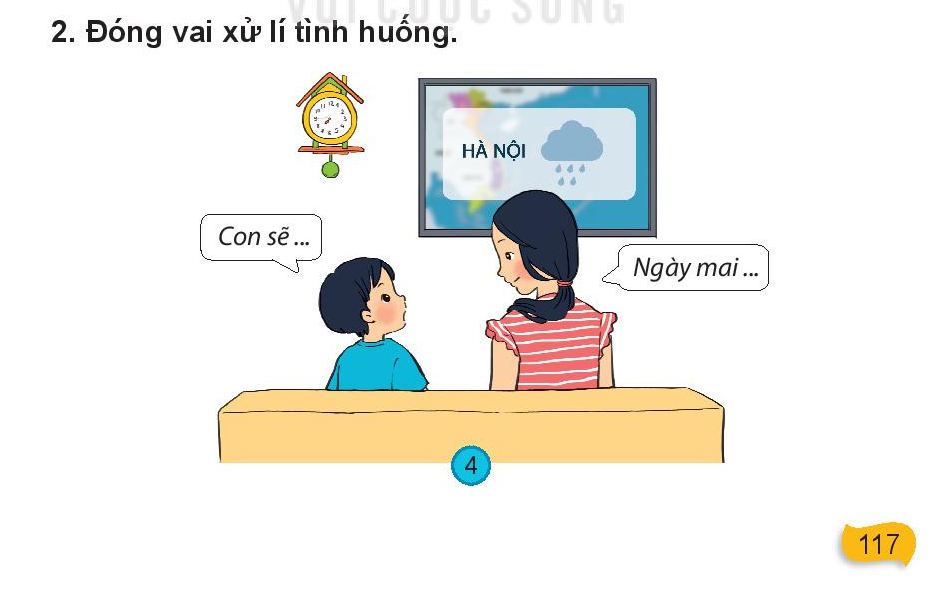 2. Đóng vai xử lí tình huống.
HÀ NỘI
Con sẽ ...
Ngày mai ...
4
117